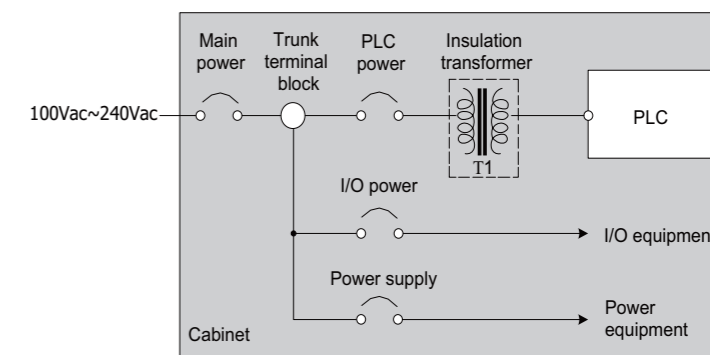 Main
power
Trunk
terminal
block
PLC
power
Insulation
transformer
100Vac~240Vac
PLC
T1
I/O power
I/O equipmen
Power supply
Power
equipment
Cabinet